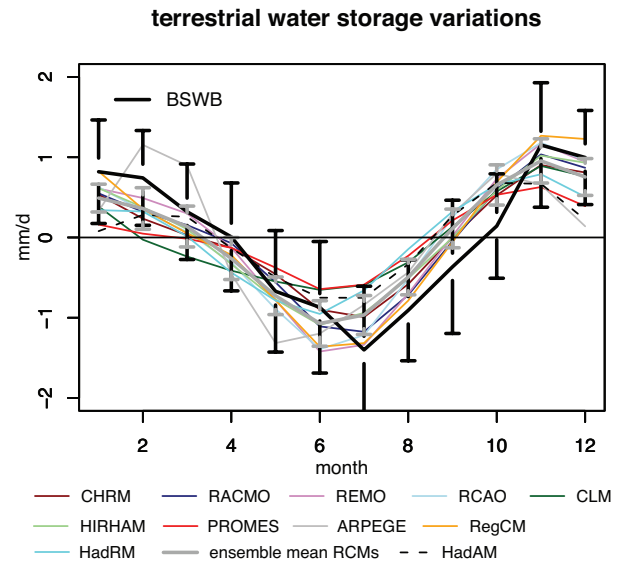 terrestrial water storage variations
BSWB
mm/d
2
1
0
−1
−2
2 4 6 8 10 12
month
CHRM RACMO REMO RCAO CLM
HIRHAM PROMES ARPEGE RegCM
HadRM ensemble mean RCMs HadAM